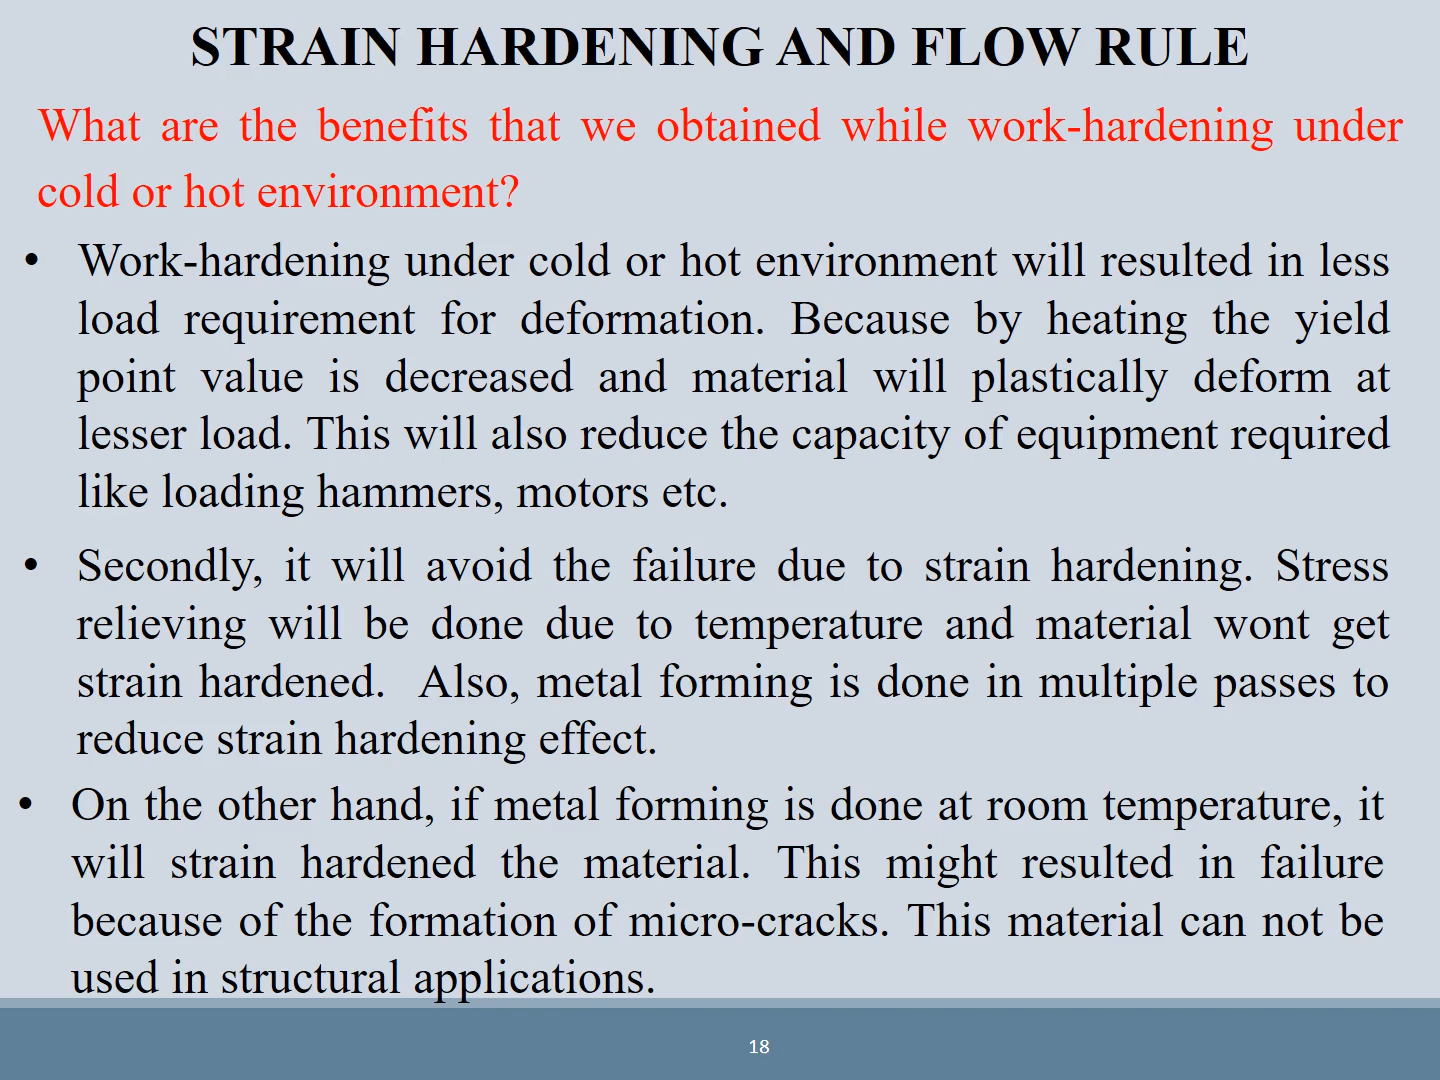 STRAIN HARDENING AND FLOW RULE
What are the benefits that we obtained while work-hardening under
cold or hot environment?
• Work-hardening under cold or hot environment will resulted in less
load requirement for deformation. Because by heating the yield
point value is decreased and material will plastically deform at
lesser load. This will also reduce the capacity of equipment required
like loading hammers, motors etc.
• Secondly, it will avoid the failure due to strain hardening. Stress
relieving will be done due to temperature and material wont get
strain hardened. Also, metal forming is done in multiple passes to
reduce strain hardening effect.
• On the other hand, if metal forming is done at room temperature, it
will strain hardened the material. This might resulted in failure
because of the formation of micro-cracks. This material can not be
used in structural applications.
18